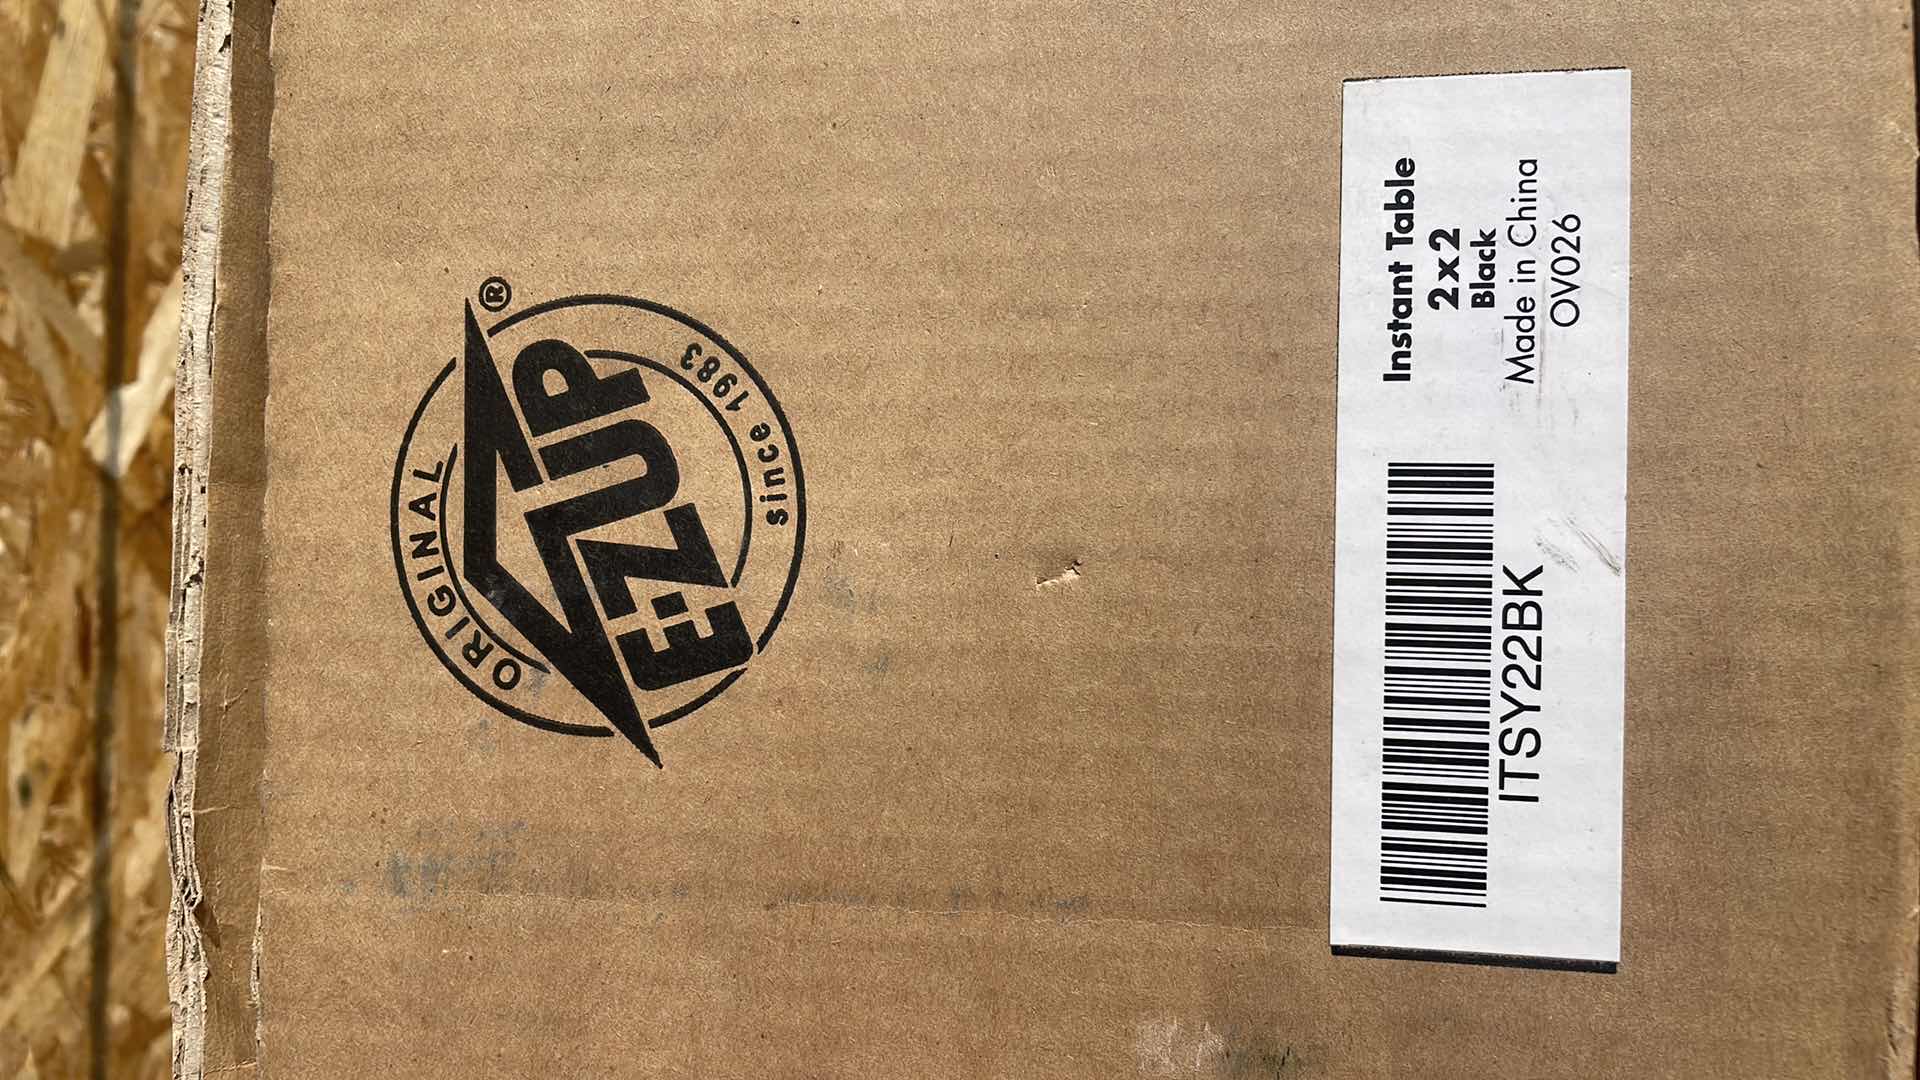 ORIGINAL
E-Z UP®
since 1983
ITSY22BK
Instant Table
2x2
Black
Made in China
OV026